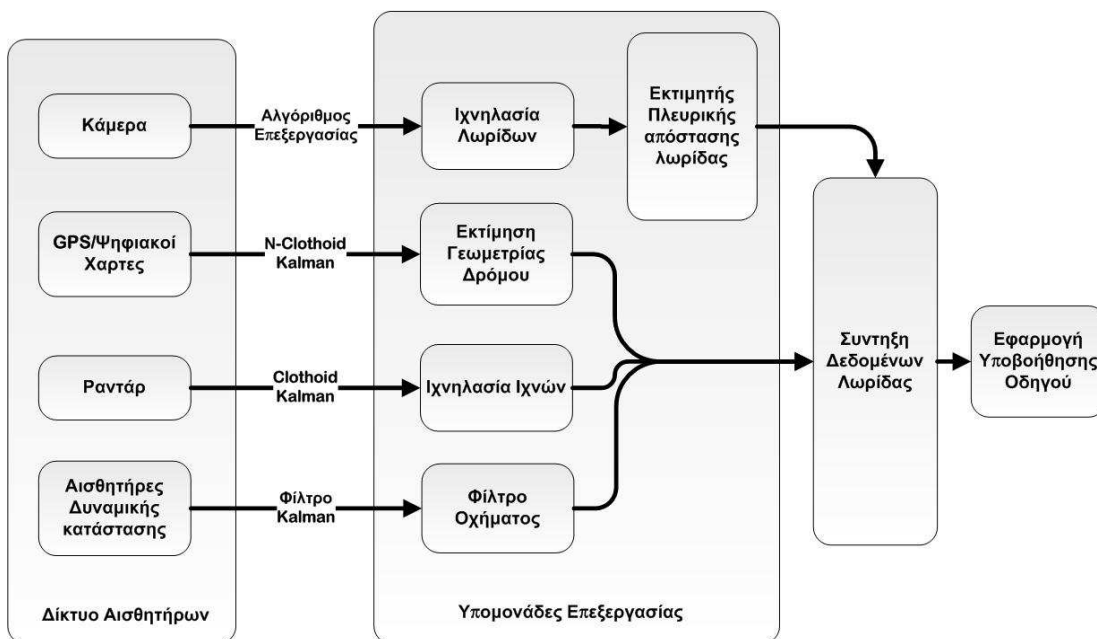 Κάμερα
Αλγόριθμος
Επεξεργασίας
Ιχνηλασία
Λωρίδων
Εκτιμητής
Πλευρικής
απόστασης
λωρίδας
GPS/Ψηφιακοί
Χαρτες
N-Clothoid
Kalman
Εκτίμηση
Γεωμετρίας
Δρόμου
Ραντάρ
Clothoid
Kalman
Ιχνηλασία Ιχνών
Αισθητήρες
Δυναμικής
κατάστασης
Φίλτρο
Kalman
Φίλτρο
Οχήματος
Συντηξη
Δεδομένων
Λωρίδας
Εφαρμογή
Υποβοήθησης
Οδηγού
Δίκτυο Αισθητήρων
Υπομονάδες Επεξεργασίας